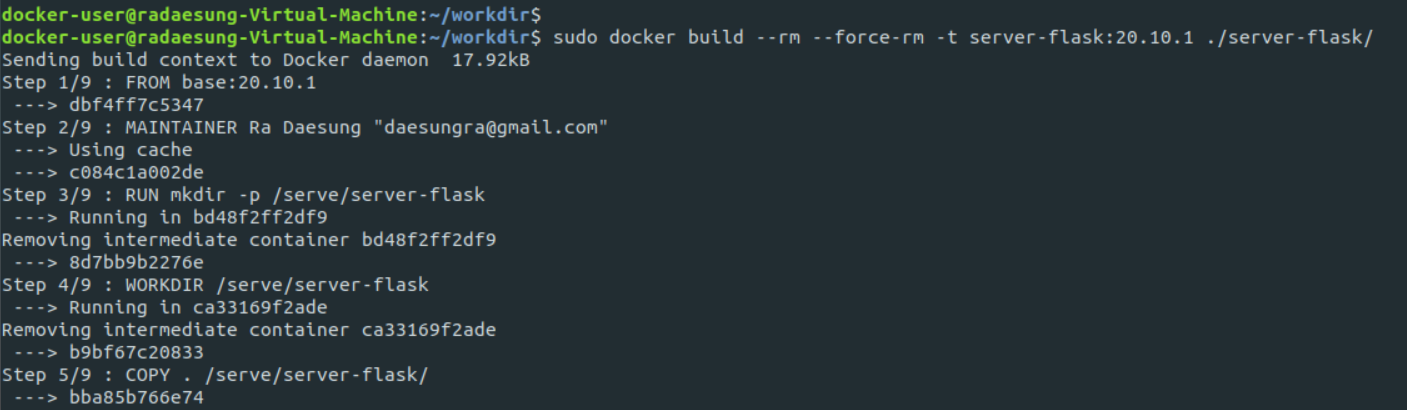 docker-user@radaesung-Virtual-Machine:~/workdir$
docker-user@radaesung-Virtual-Machine:~/workdir$ sudo docker build --rm --force-rm -t server-flask:20.10.1 ./server-flask/
Sending build context to Docker daemon  17.92kB
Step 1/9 : FROM base:20.10.1
 ---> dbf4ff7c5347
Step 2/9 : MAINTAINER Ra Daesung "daesungra@gmail.com"
 ---> Using cache
 ---> c084c1a002de
Step 3/9 : RUN mkdir -p /serve/server-flask
 ---> Running in bd48f2ff2df9
Removing intermediate container bd48f2ff2df9
 ---> 8d7bb9b2276e
Step 4/9 : WORKDIR /serve/server-flask
 ---> Running in ca33169f2ade
Removing intermediate container ca33169f2ade
 ---> b9bf67c20833
Step 5/9 : COPY . /serve/server-flask/
 ---> bba85b766e74